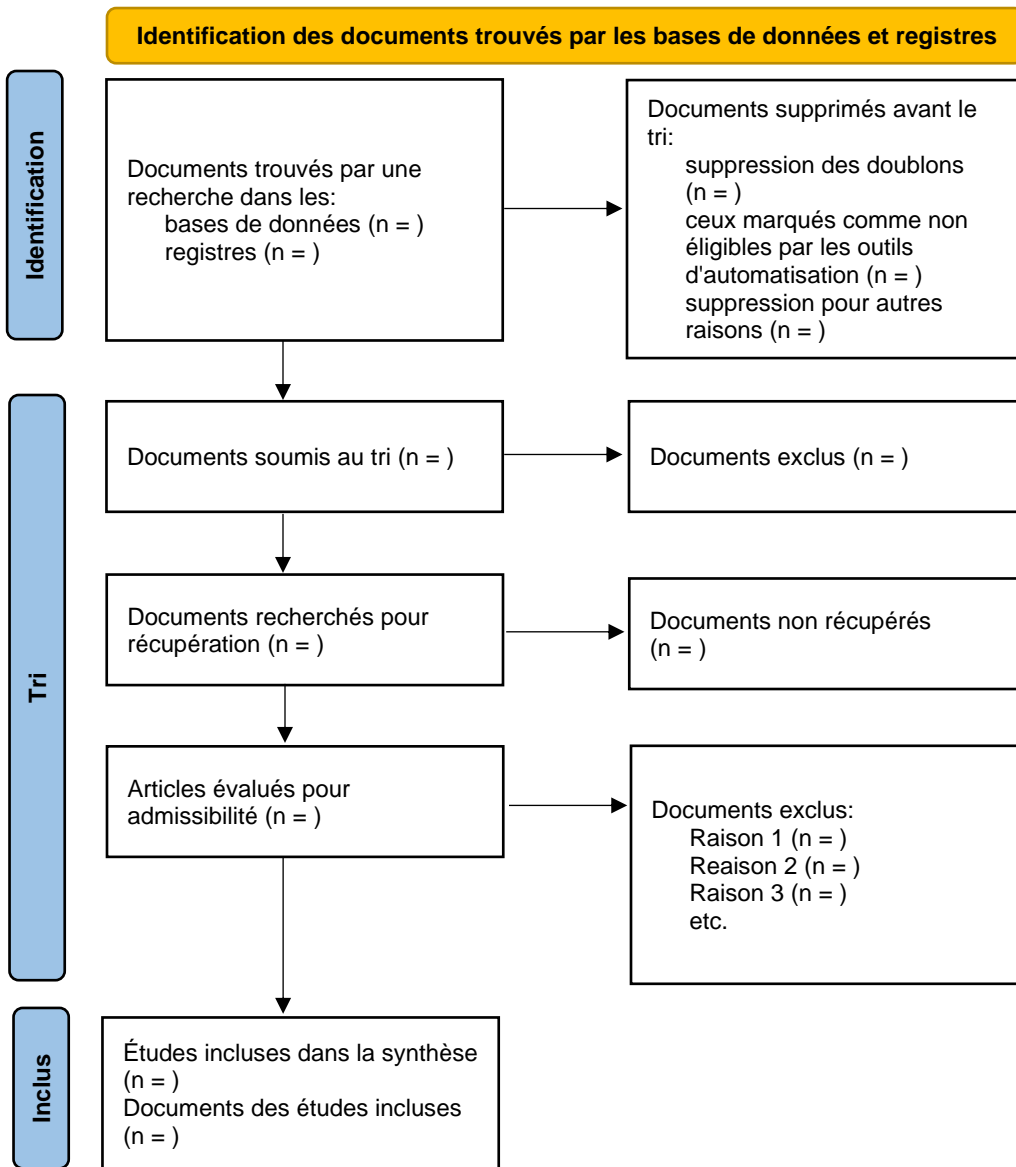 Identification des documents trouvés par les bases de données et registres
Identification
Documents trouvés par une
recherche dans les:
bases de données (n = )
registres (n = )
Documents supprimés avant le
tri:
suppression des doublons
(n = )
ceux marqués comme non
éligibles par les outils
d'automatisation (n = )
suppression pour autres
raisons (n = )
Tri
Documents soumis au tri (n = )
Documents exclus (n = )
Documents recherchés pour
récupération (n = )
Documents non récupérés
(n = )
Articles évalués pour
admissibilité (n = )
Documents exclus:
Raison 1 (n = )
Reaison 2 (n = )
Raison 3 (n = )
etc.
Inclus
Études incluses dans la synthèse
(n = )
Documents des études incluses
(n = )